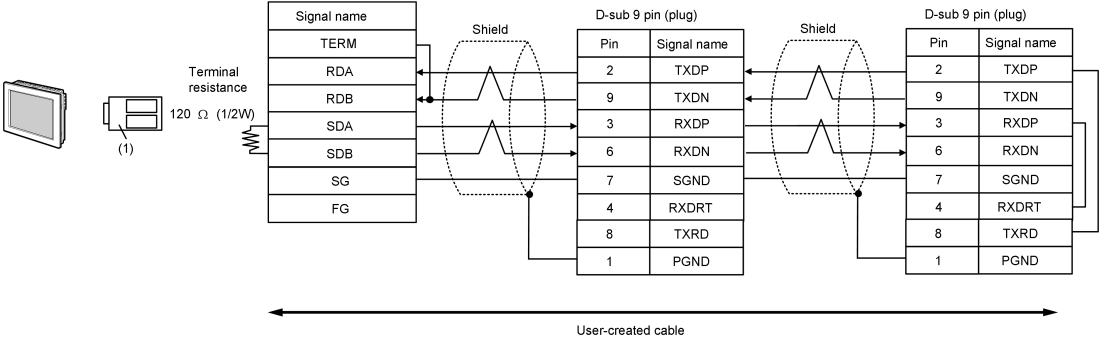 Terminal
resistance
120 Ω (1/2W)
(1)
Signal name
TERM
RDA
RDB
SDA
SDB
SG
FG
Shield
D-sub 9 pin (plug)
Pin Signal name
2 TXDP
9 TXDN
3 RXDP
6 RXDN
7 SGND
4 RXDRT
8 TXRD
1 PGND
Shield
D-sub 9 pin (plug)
Pin Signal name
2 TXDP
9 TXDN
3 RXDP
6 RXDN
7 SGND
4 RXDRT
8 TXRD
1 PGND
User-created cable